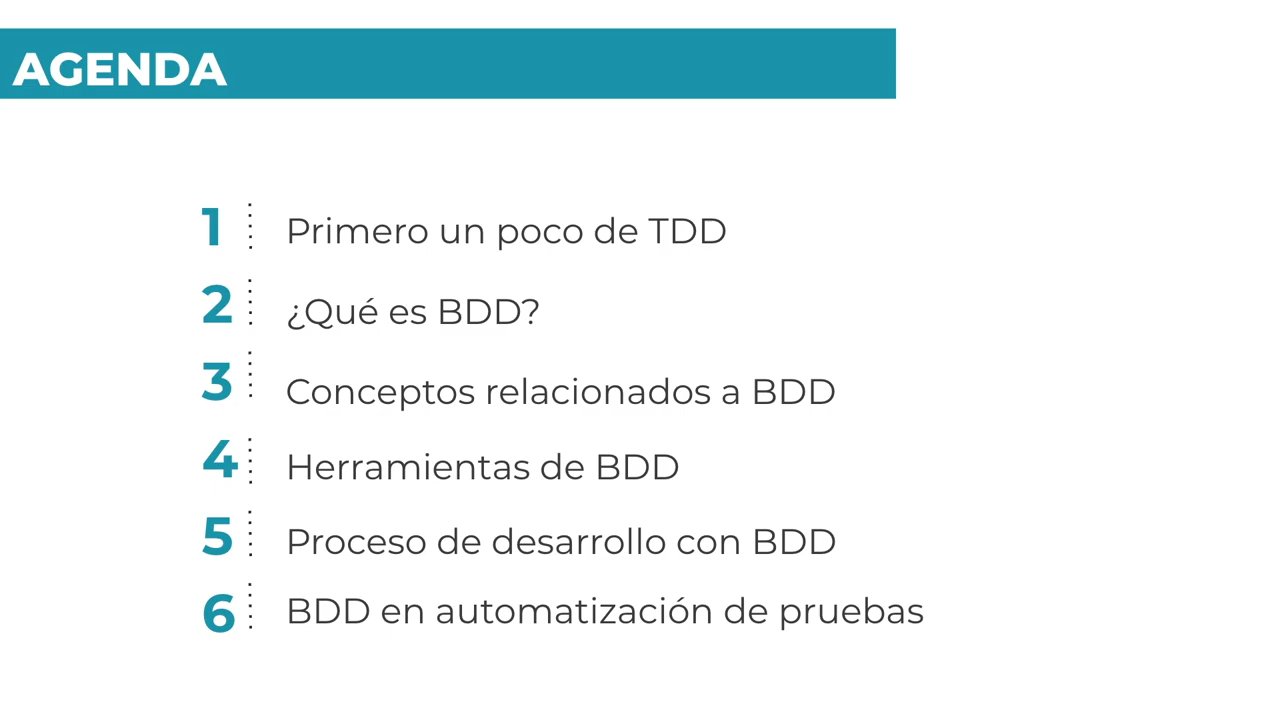 AGENDA
1 Primero un poco de TDD
2 ¿Qué es BDD?
3 Conceptos relacionados a BDD
4 Herramientas de BDD
5 Proceso de desarrollo con BDD
6 BDD en automatización de pruebas